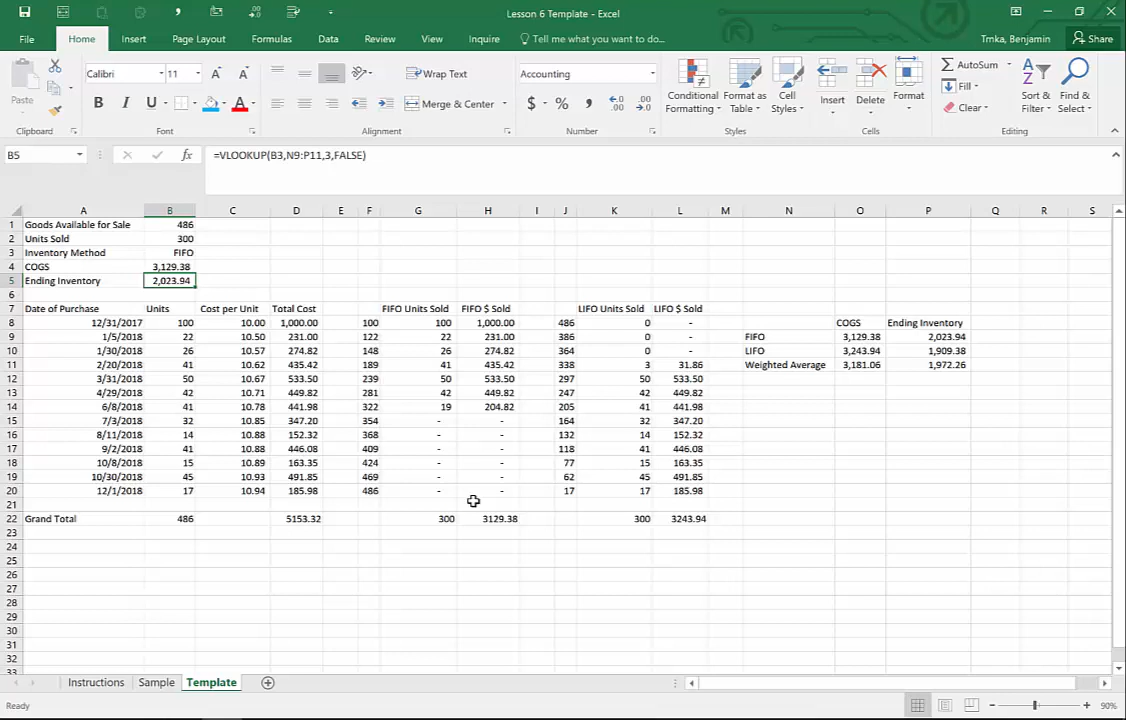 Lesson 6 Template - Excel
Trnka, Benjamin
Share
File Home Insert Page Layout Formulas Data Review View Inquire Tell me what you want to do...
Paste
Calibri 11 A A
B I U A
Wrap Text
Merge & Center
Accounting
$ % ,
Conditional Formatting
Format as Table
Cell Styles
Insert
Delete
Format
AutoSum
Fill
Clear
Sort & Filter
Find & Select
Clipboard Font Alignment Number Styles Cells Editing
B5 fx =VLOOKUP(B3,N9:P11,3,FALSE)
A B C D E F G H I J K L M N O P Q R S
1 Goods Available for Sale 486
2 Units Sold 300
3 Inventory Method FIFO
4 COGS 3,129.38
5 Ending Inventory 2,023.94
6
7 Date of Purchase Units Cost per Unit Total Cost FIFO Units Sold FIFO $ Sold LIFO Units Sold LIFO $ Sold
8 12/31/2017 100 10.00 1,000.00 100 100 1,000.00 486 0 - COGS Ending Inventory
9 1/5/2018 22 10.50 231.00 122 22 231.00 386 0 - FIFO 3,129.38 2,023.94
10 1/30/2018 26 10.57 274.82 148 26 274.82 364 0 - LIFO 3,243.94 1,909.38
11 2/20/2018 41 10.62 435.42 189 41 435.42 338 3 31.86 Weighted Average 3,181.06 1,972.26
12 3/31/2018 50 10.67 533.50 239 50 533.50 297 50 533.50
13 4/29/2018 42 10.71 449.82 281 42 449.82 247 42 449.82
14 6/8/2018 41 10.78 441.98 322 19 204.82 205 41 441.98
15 7/3/2018 32 10.85 347.20 354 - - 164 32 347.20
16 8/11/2018 14 10.88 152.32 368 - - 132 14 152.32
17 9/2/2018 41 10.88 446.08 409 - - 118 41 446.08
18 10/8/2018 15 10.89 163.35 424 - - 77 15 163.35
19 10/30/2018 45 10.93 491.85 469 - - 62 45 491.85
20 12/1/2018 17 10.94 185.98 486 - - 17 17 185.98
21
22 Grand Total 486 5153.32 300 3129.38 300 3243.94
23
24
25
26
27
28
29
30
31
32
33
Instructions Sample Template
Ready
90%